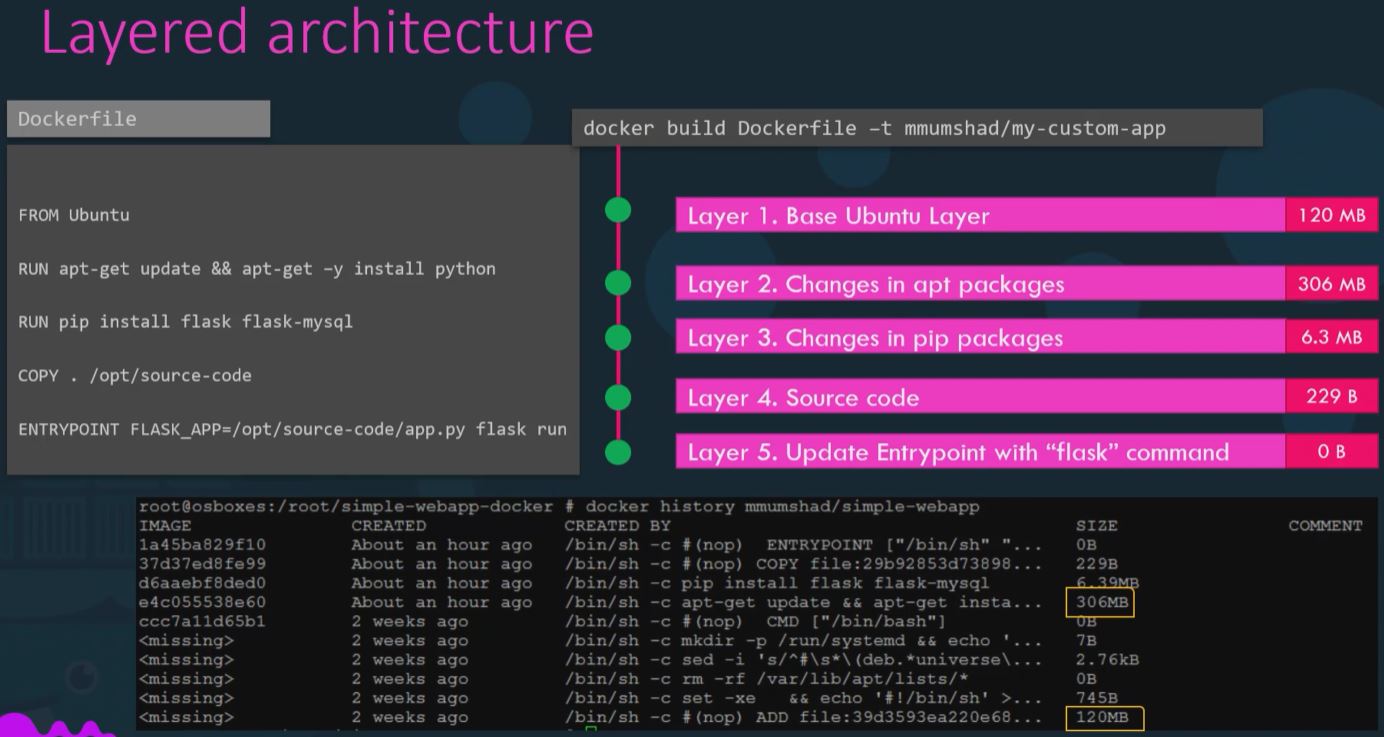 Layered architecture
Dockerfile
docker build Dockerfile –t mmumshad/my-custom-app
FROM Ubuntu
RUN apt-get update && apt-get –y install python
RUN pip install flask flask-mysql
COPY . /opt/source-code
ENTRYPOINT FLASK_APP=/opt/source-code/app.py flask run
Layer 1. Base Ubuntu Layer 120 MB
Layer 2. Changes in apt packages 306 MB
Layer 3. Changes in pip packages 6.3 MB
Layer 4. Source code 229 B
Layer 5. Update Entrypoint with “flask” command 0 B
root@osboxes:/root/simple-webapp-docker # docker history mmumshad/simple-webapp
IMAGE CREATED CREATED BY SIZE COMMENT
1a45ba829f10 About an hour ago /bin/sh -c #(nop) ENTRYPOINT ["/bin/sh" "... 0B
37d37ed8fe99 About an hour ago /bin/sh -c #(nop) COPY file:29b92853d73898... 229B
d6aaebf8ded0 About an hour ago /bin/sh -c pip install flask flask-mysql 6.39MB
e4c055538e60 About an hour ago /bin/sh -c apt-get update && apt-get insta... 306MB
ccc7a11d65b1 2 weeks ago /bin/sh -c #(nop) CMD ["/bin/bash"] 0B
<missing> 2 weeks ago /bin/sh -c mkdir -p /run/systemd && echo '... 7B
<missing> 2 weeks ago /bin/sh -c sed -i 's/^#\s*\(deb.*universe\... 2.76kB
<missing> 2 weeks ago /bin/sh -c rm -rf /var/lib/apt/lists/* 0B
<missing> 2 weeks ago /bin/sh -c set -xe && echo '#!/bin/sh' >... 745B
<missing> 2 weeks ago /bin/sh -c #(nop) ADD file:39d3593ea220e68... 120MB